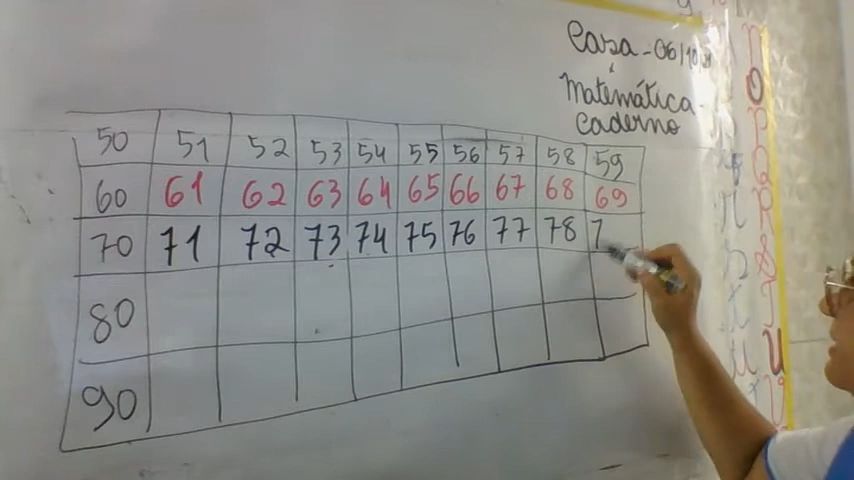 Casa - 06/10/21
Matemática
caderno
50 51 52 53 54 55 56 57 58 59
60 61 62 63 64 65 66 67 68 69
70 71 72 73 74 75 76 77 78 7
80
90